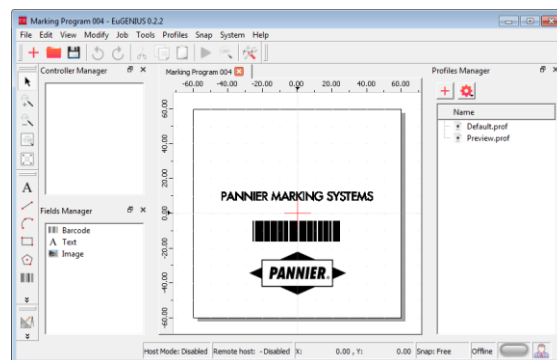 Marking Program 004 - EuGENIUS 0.2.2
File Edit View Modify Job Tools Profiles Snap System Help
Controller Manager
Marking Program 004
Profiles Manager
-60.00 -40.00 -20.00 0.00 20.00 40.00 60.00
Name
Default.prof
Preview.prof
60.00
40.00
20.00
0.00
-20.00
-40.00
-60.00
PANNIER MARKING SYSTEMS
PANNIER®
A
Fields Manager
Barcode
A Text
Image
Host Mode: Disabled Remote host: - Disabled X: 0.00 , Y: 0.00 Snap: Free Offline